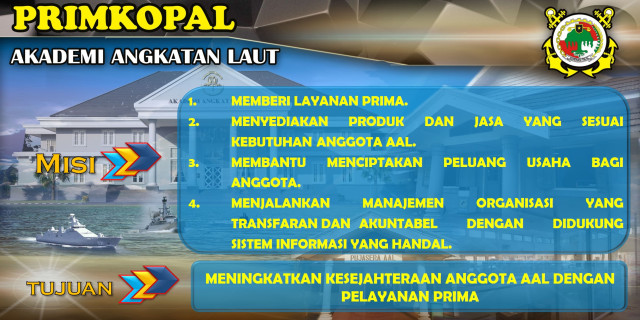 PRIMKOPAL
AKADEMI ANGKATAN LAUT
Misi
1. MEMBERI LAYANAN PRIMA.
2. MENYEDIAKAN PRODUK DAN JASA YANG SESUAI
KEBUTUHAN ANGGOTA AAL.
3. MEMBANTU MENCIPTAKAN PELUANG USAHA BAGI
ANGGOTA.
4. MENJALANKAN MANAJEMEN ORGANISASI YANG
TRANSFARAN DAN AKUNTABEL DENGAN DIDUKUNG
SISTEM INFORMASI YANG HANDAL.
TUJUAN
MENINGKATKAN KESEJAHTERAAN ANGGOTA AAL DENGAN
PELAYANAN PRIMA